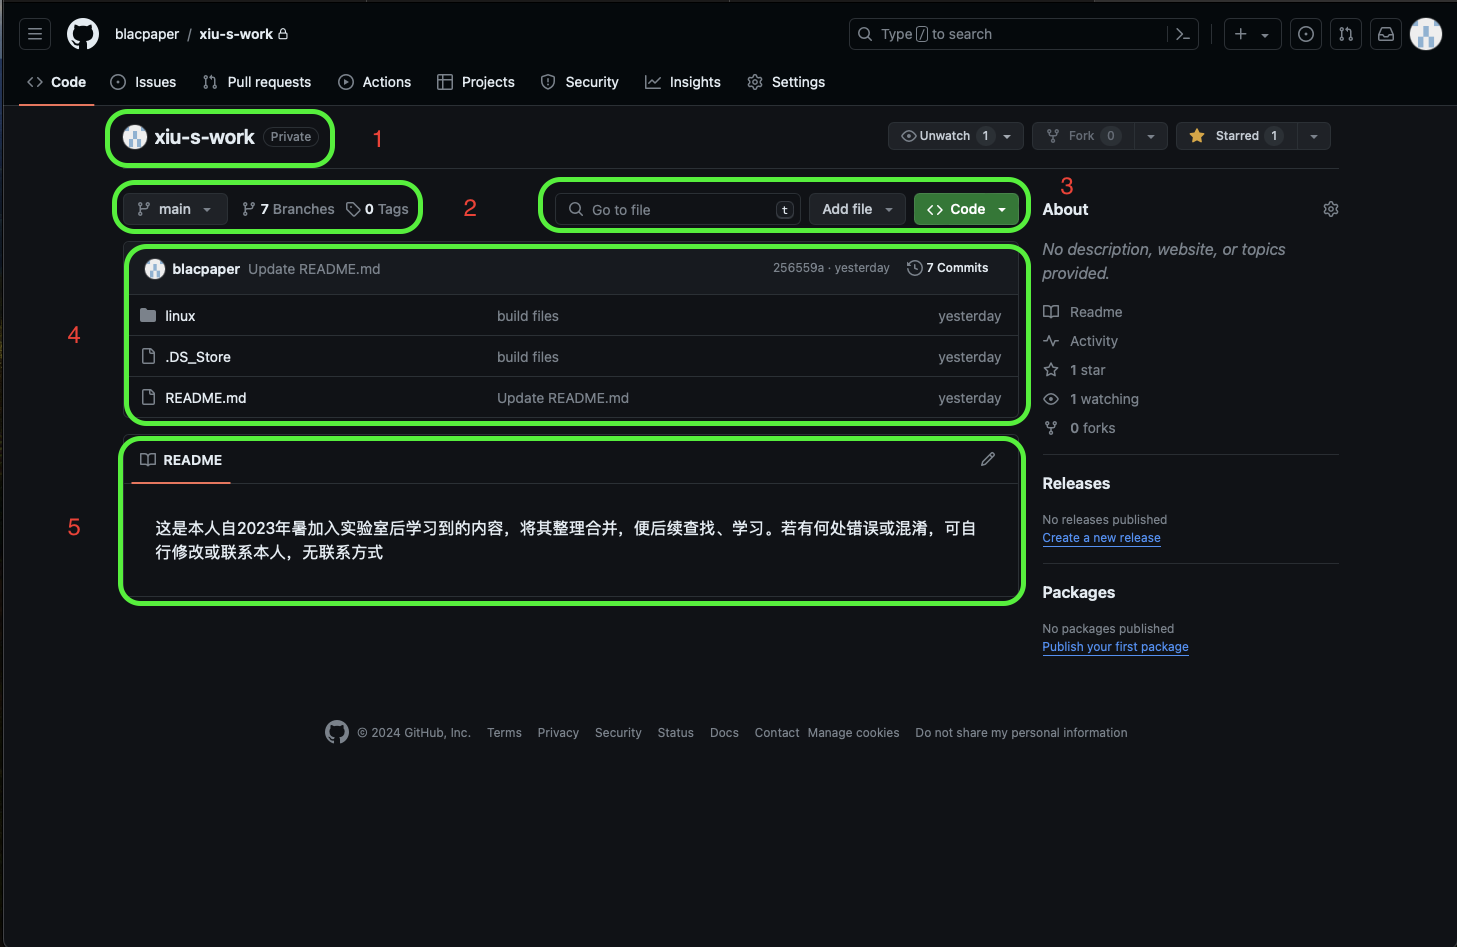 blacpaper / xiu-s-work
Type / to search
Code Issues Pull requests Actions Projects Security Insights Settings
xiu-s-work Private
1
Unwatch 1 Fork 0 Starred 1
main 7 Branches 0 Tags
2
Go to file t Add file Code
3
About
No description, website, or topics
provided.
Readme
Activity
1 star
1 watching
0 forks
Releases
No releases published
Create a new release
Packages
No packages published
Publish your first package
4
blacpaper Update README.md 256559a · yesterday 7 Commits
linux build files yesterday
.DS_Store build files yesterday
README.md Update README.md yesterday
5
README
这是本人自2023年暑加入实验室后学习到的内容，将其整理合并，便后续查找、学习。若有何处错误或混淆，可自
行修改或联系本人，无联系方式
© 2024 GitHub, Inc. Terms Privacy Security Status Docs Contact Manage cookies Do not share my personal information